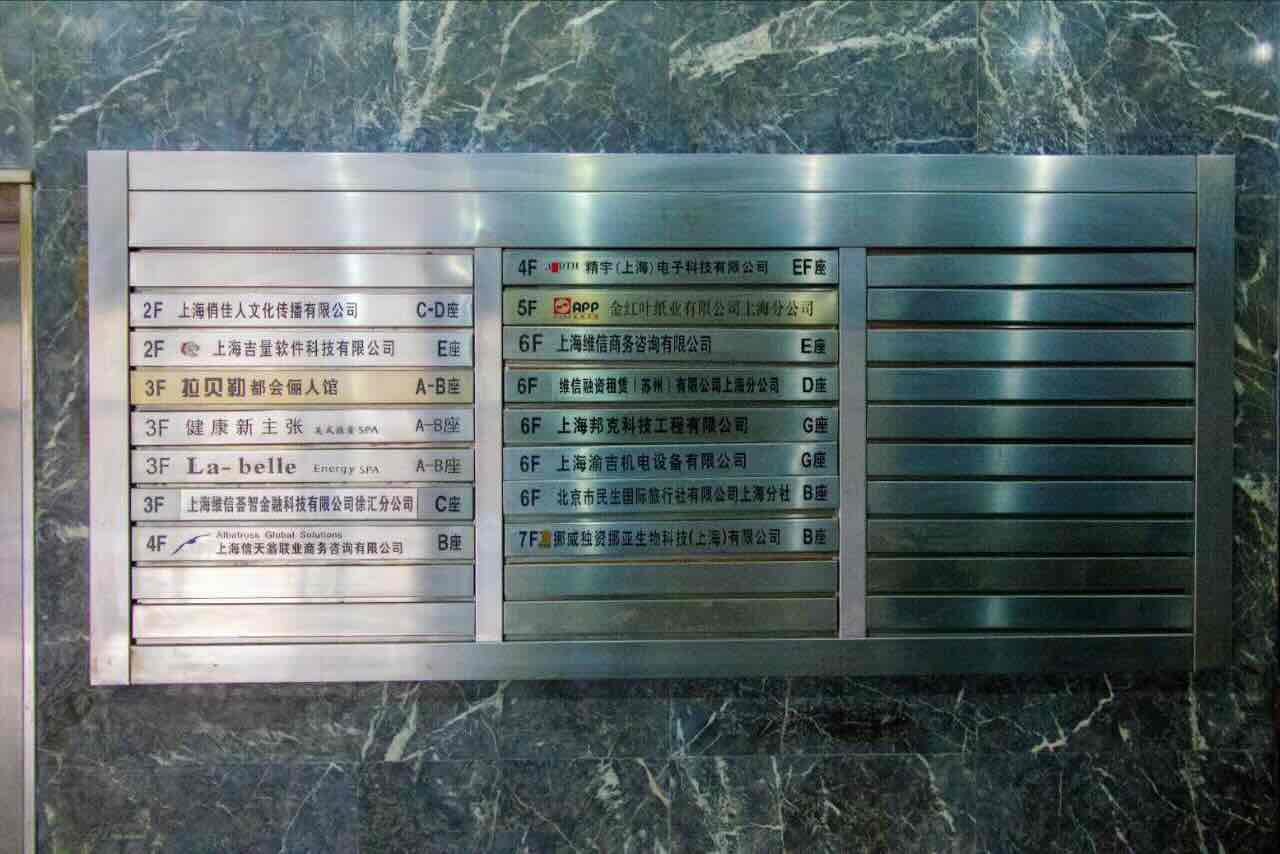 2F 上海俏佳人文化传播有限公司 C-D座
2F 上海吉量软件科技有限公司 E座
3F 拉贝勒都会俪人馆 A-B座
3F 健康新主张 SPA A-B座
3F La-belle Energy SPA A-B座
3F 上海维信荟智金融科技有限公司徐汇分公司 C座
4F Albatross Global Solutions
上海信天翁联业商务咨询有限公司 B座
4F 精宇(上海)电子科技有限公司 EF座
5F APP 金红叶纸业有限公司上海分公司
6F 上海维信商务咨询有限公司 E座
6F 维信融资租赁(苏州)有限公司上海分公司 D座
6F 上海邦克科技工程有限公司 G座
6F 上海渝吉机电设备有限公司 G座
6F 北京市民生国际旅行社有限公司上海分社 B座
7F 挪威独资挪亚生物科技(上海)有限公司 B座